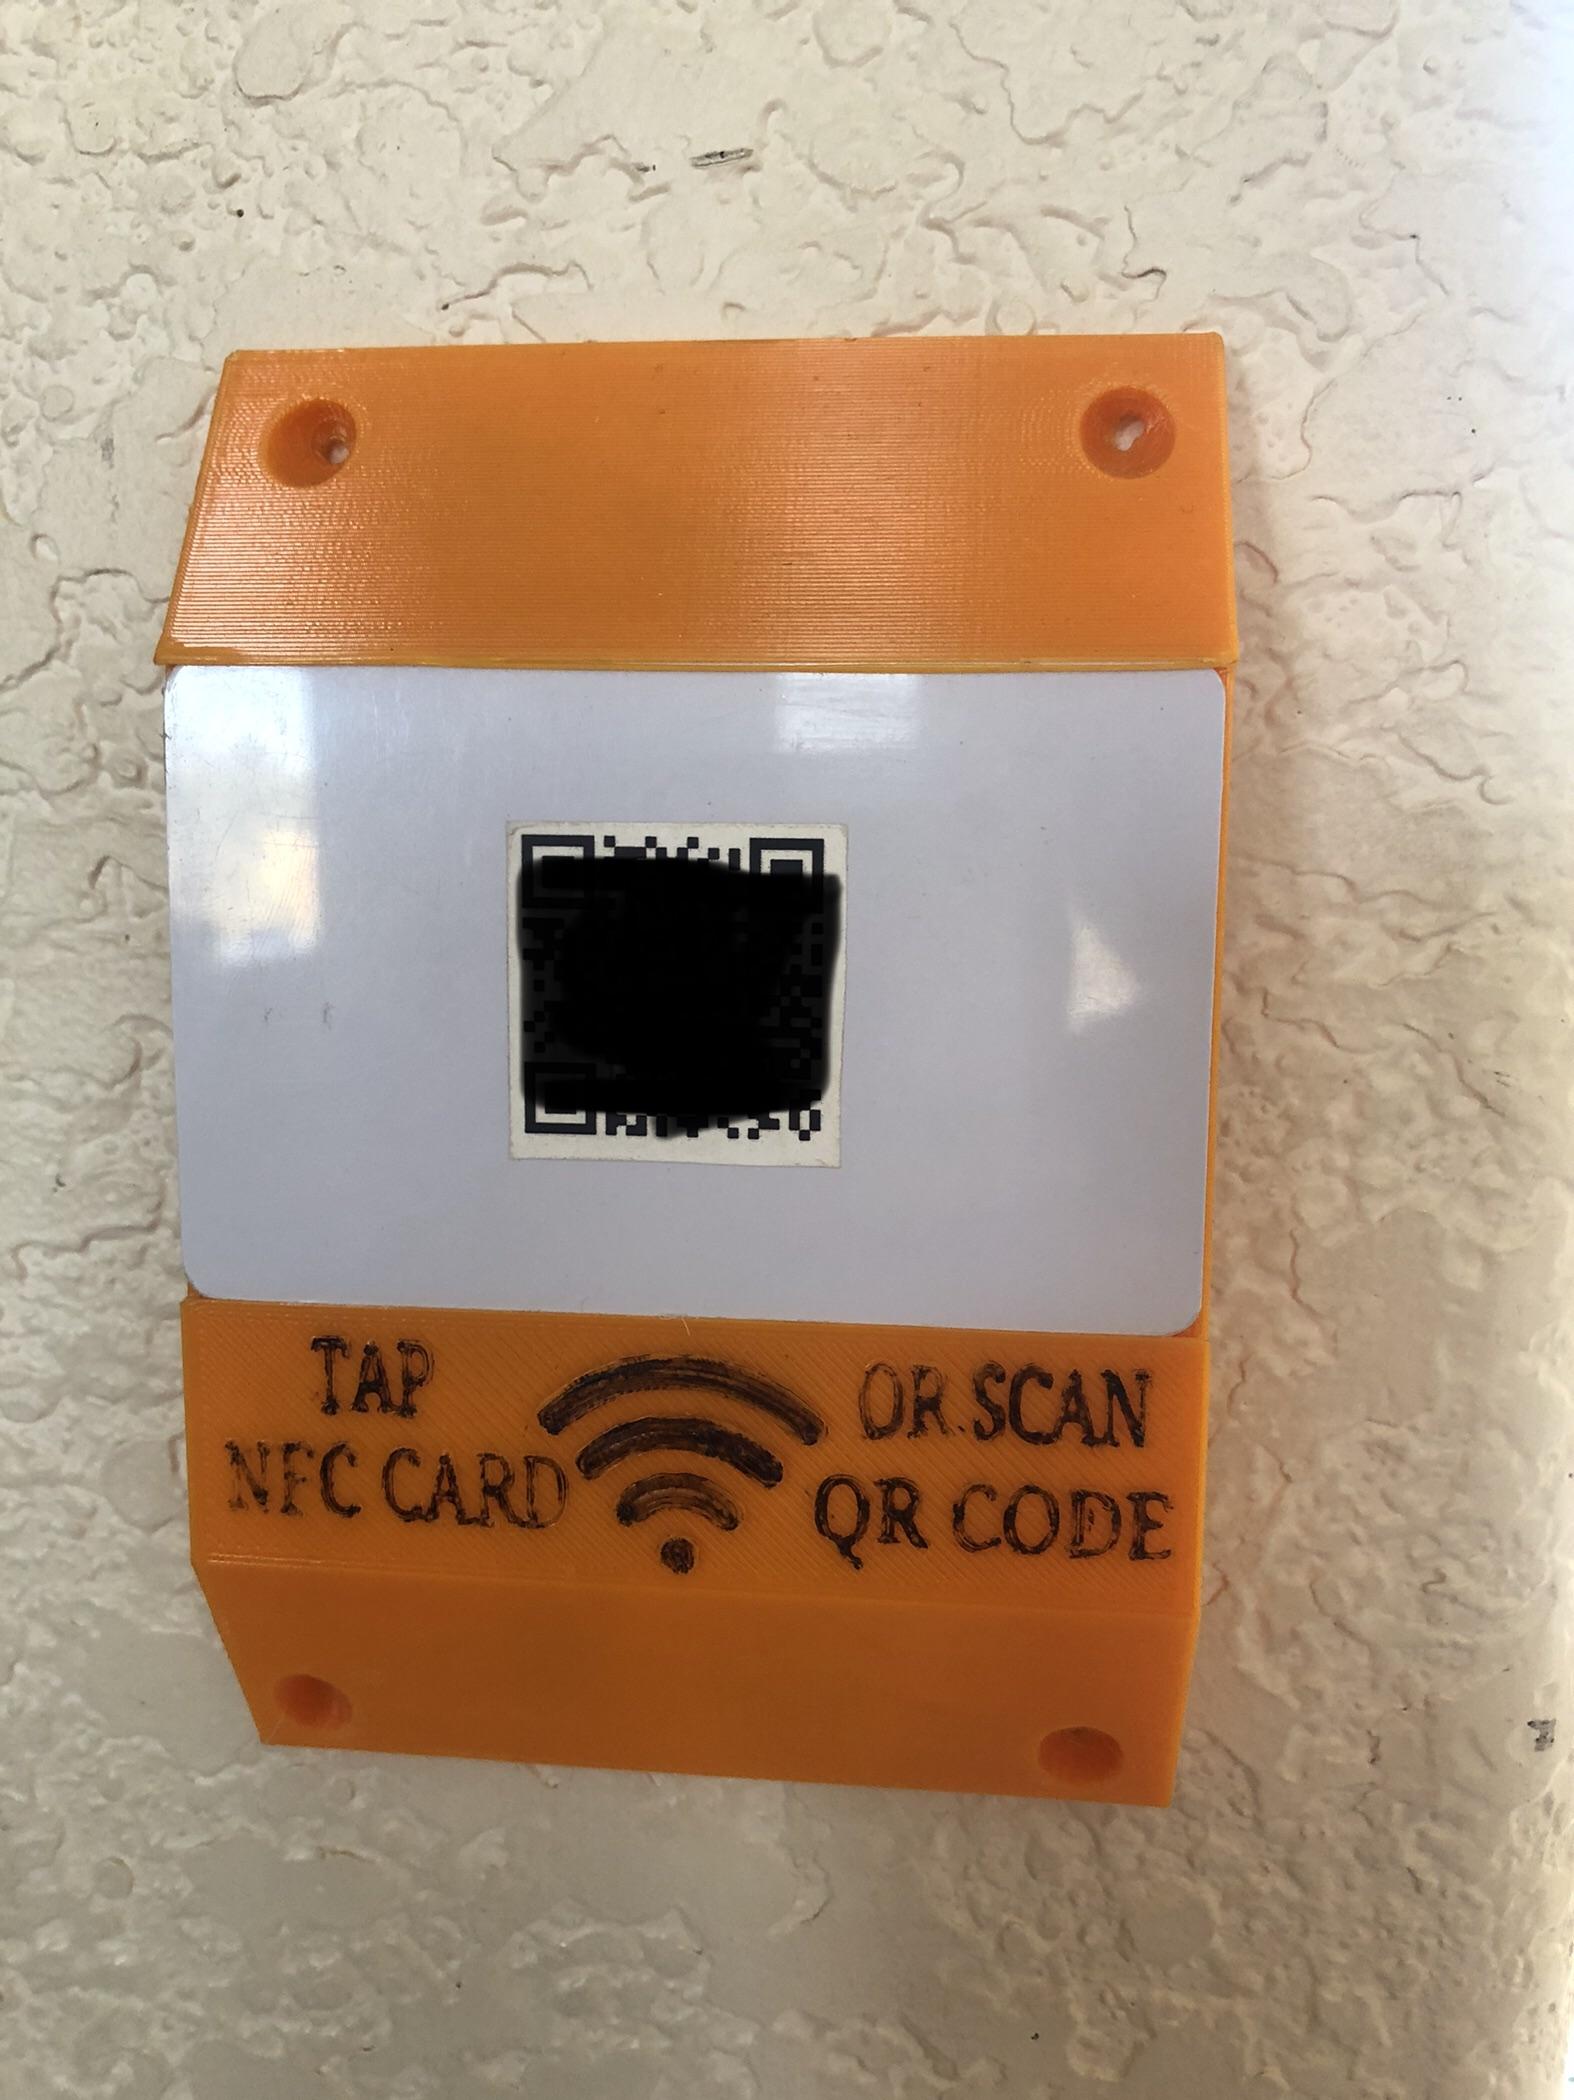 TAP
NFC CARD
OR SCAN
QR CODE